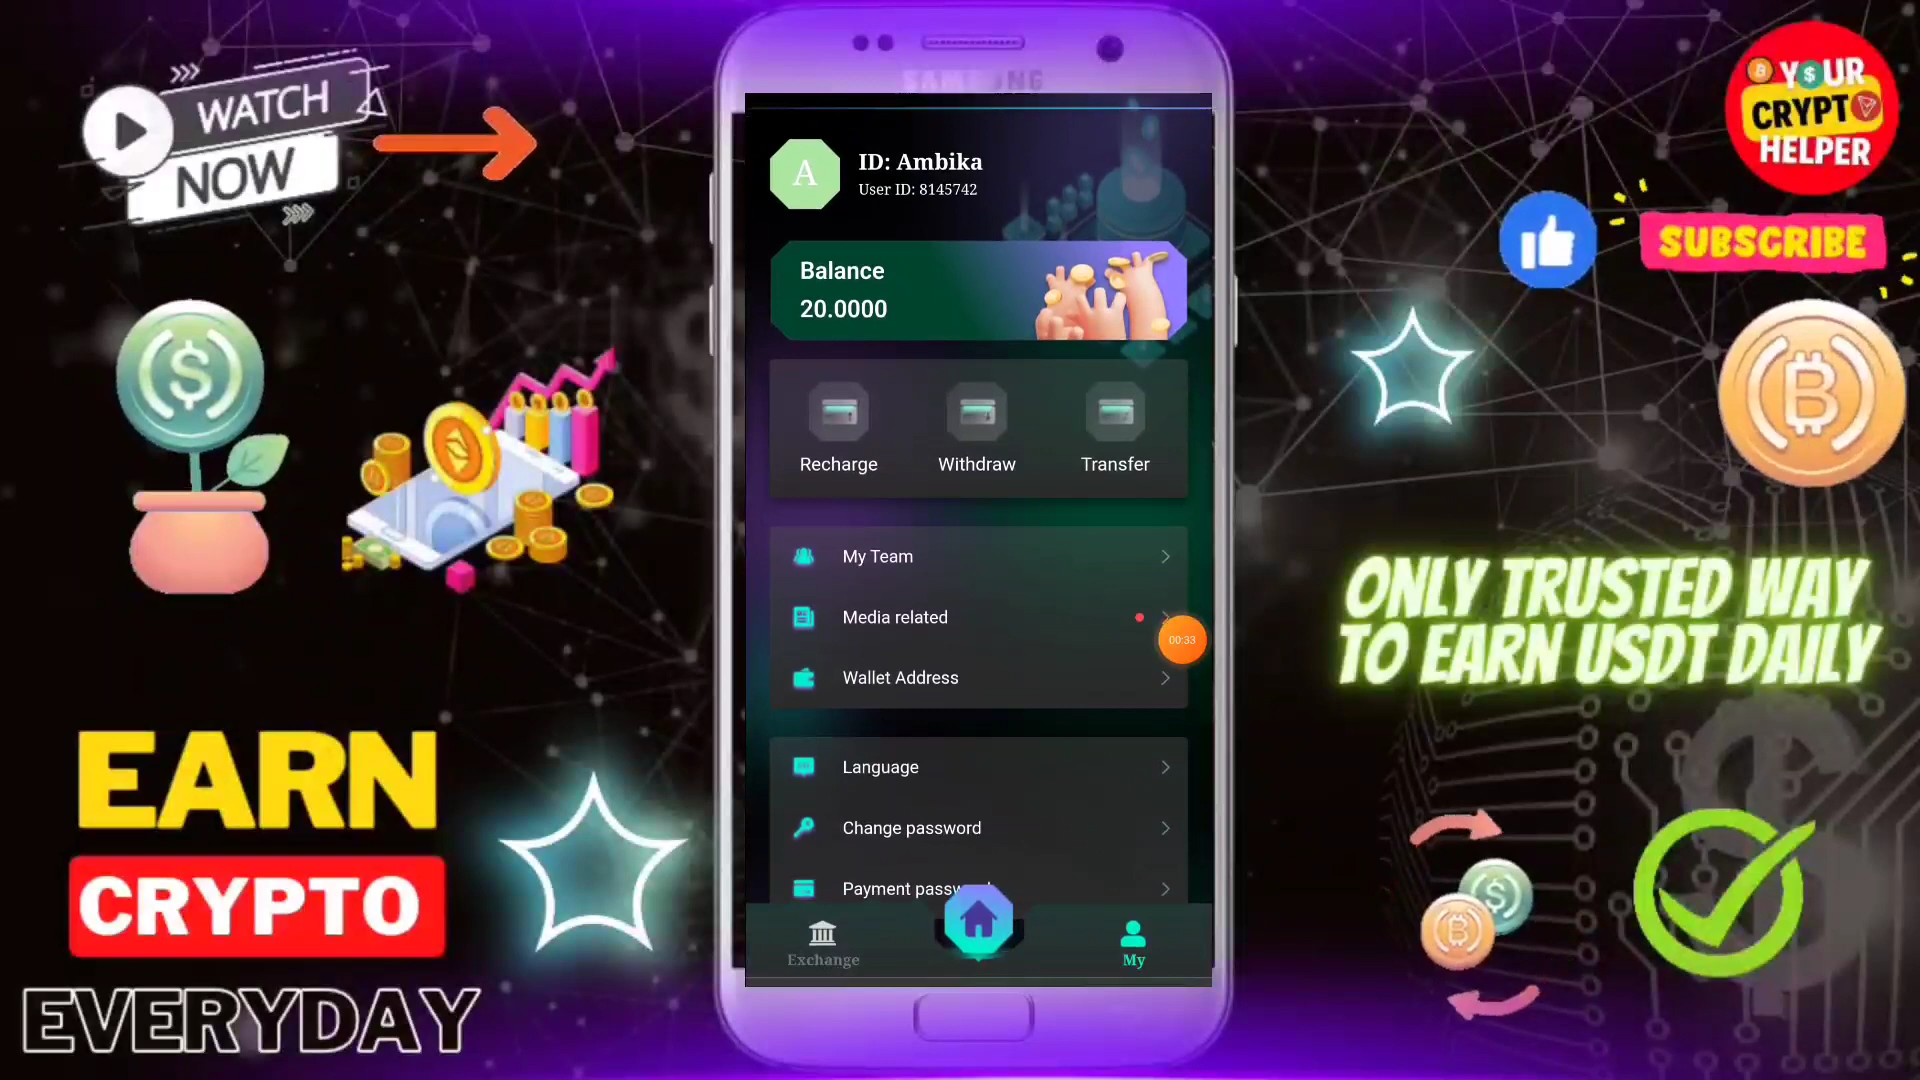 WATCH
NOW
YOUR
CRYPTO
HELPER
SUBSCRIBE
A
ID: Ambika
User ID: 8145742
Balance
20.0000
Recharge
Withdraw
Transfer
My Team
Media related
00:33
Wallet Address
Language
Change password
Payment
Exchange
My
ONLY TRUSTED WAY
TO EARN USDT DAILY
EARN
CRYPTO
EVERYDAY